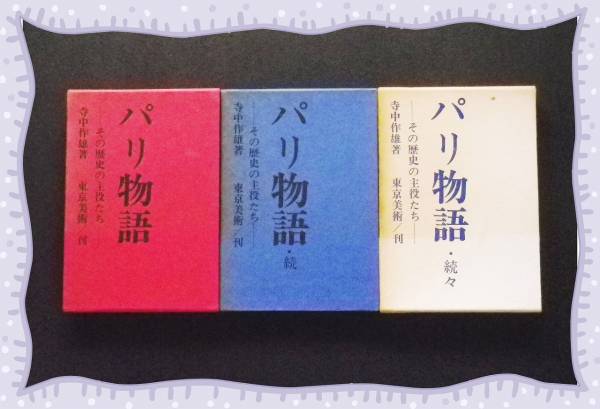 パリ物語
――その歴史の主役たち――
寺中作雄著　東京美術/刊
パリ物語・続
――その歴史の主役たち――
寺中作雄著　東京美術/刊
パリ物語・続々
――その歴史の主役たち――
寺中作雄著　東京美術/刊